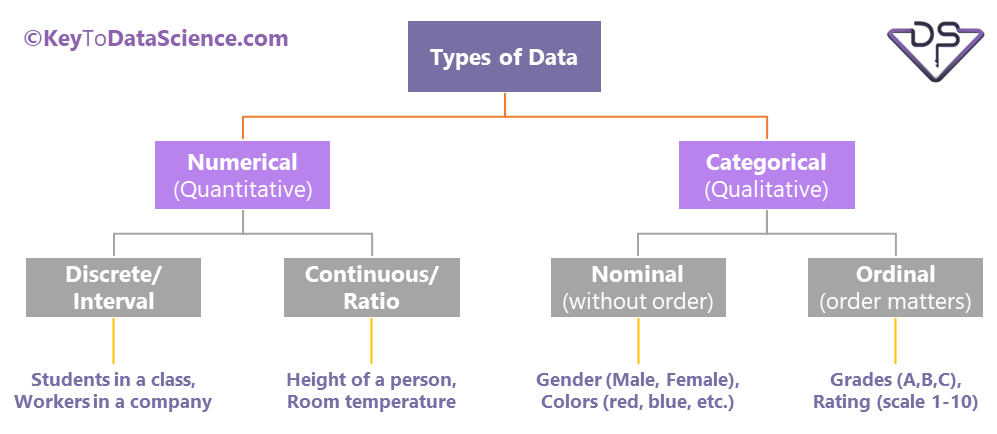 ©KeyToDataScience.com
DS
Types of Data
Numerical
(Quantitative)
Categorical
(Qualitative)
Discrete/
Interval
Continuous/
Ratio
Nominal
(without order)
Ordinal
(order matters)
Students in a class,
Workers in a company
Height of a person,
Room temperature
Gender (Male, Female),
Colors (red, blue, etc.)
Grades (A,B,C),
Rating (scale 1-10)